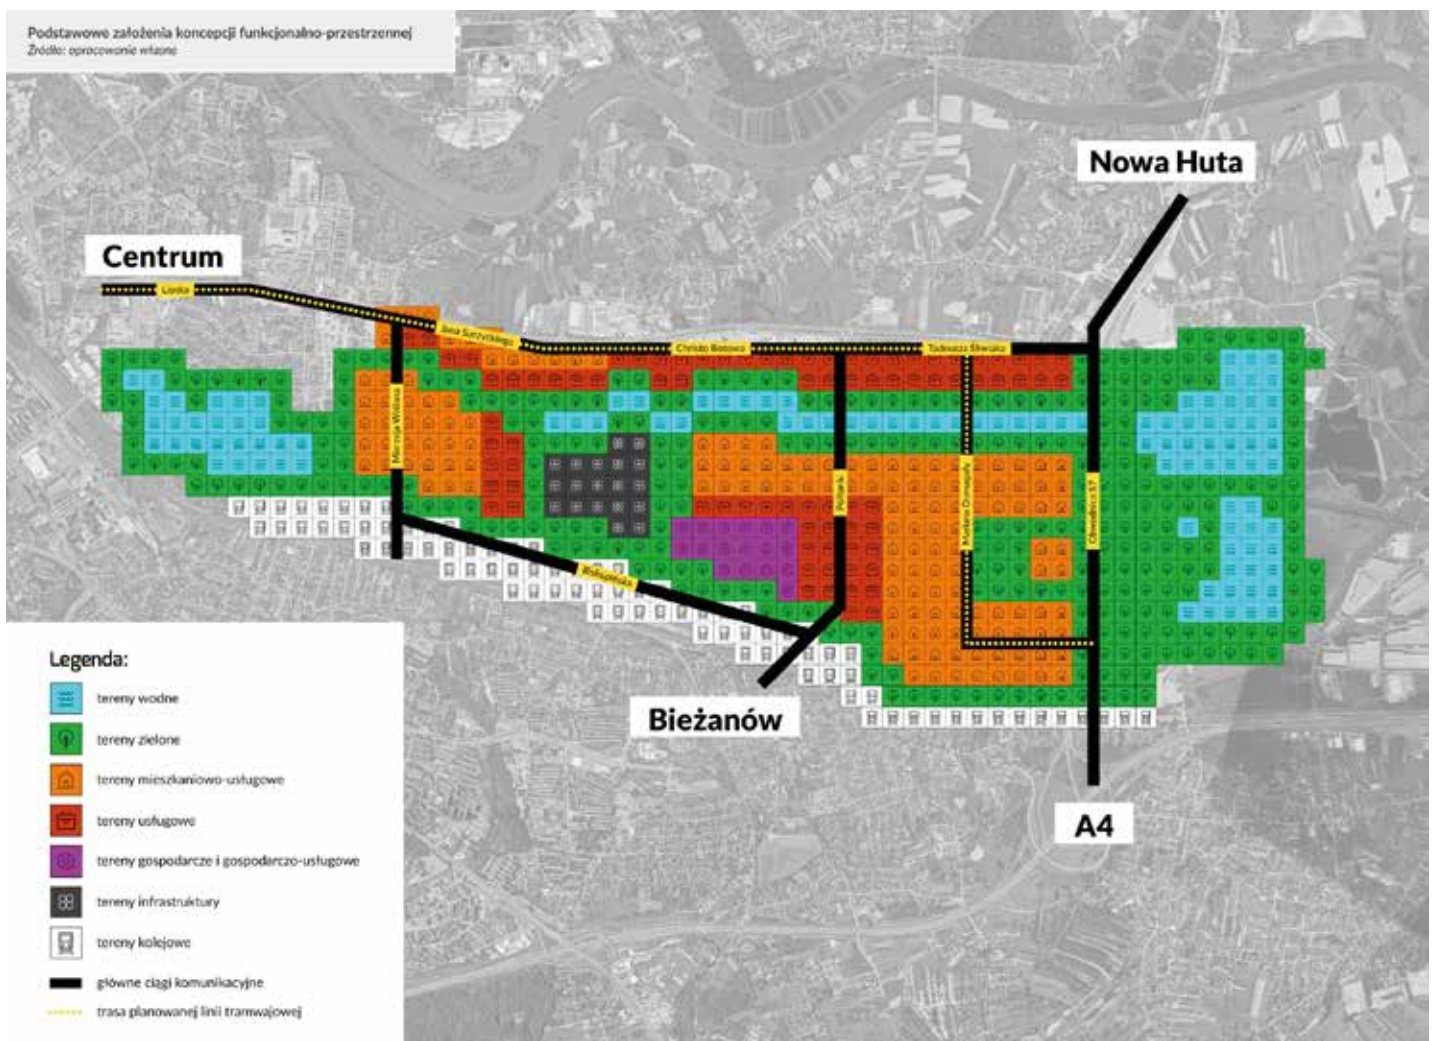 Podstawowe założenia koncepcji funkcjonalno-przestrzennej
Źródło: opracowanie własne
Nowa Huta
Centrum
Lipska
Jana Surzyckiego
Christo Botewa
Tadeusza Śliwiaka
Mierzeja Wiślana
Półłanki
Obwodnica S7
Biskupińska
Bieżanów
A4
Legenda:
tereny wodne
tereny zielone
tereny mieszkaniowo-usługowe
tereny usługowe
tereny gospodarcze i gospodarczo-usługowe
tereny infrastruktury
tereny kolejowe
główne ciągi komunikacyjne
trasa planowanej linii tramwajowej